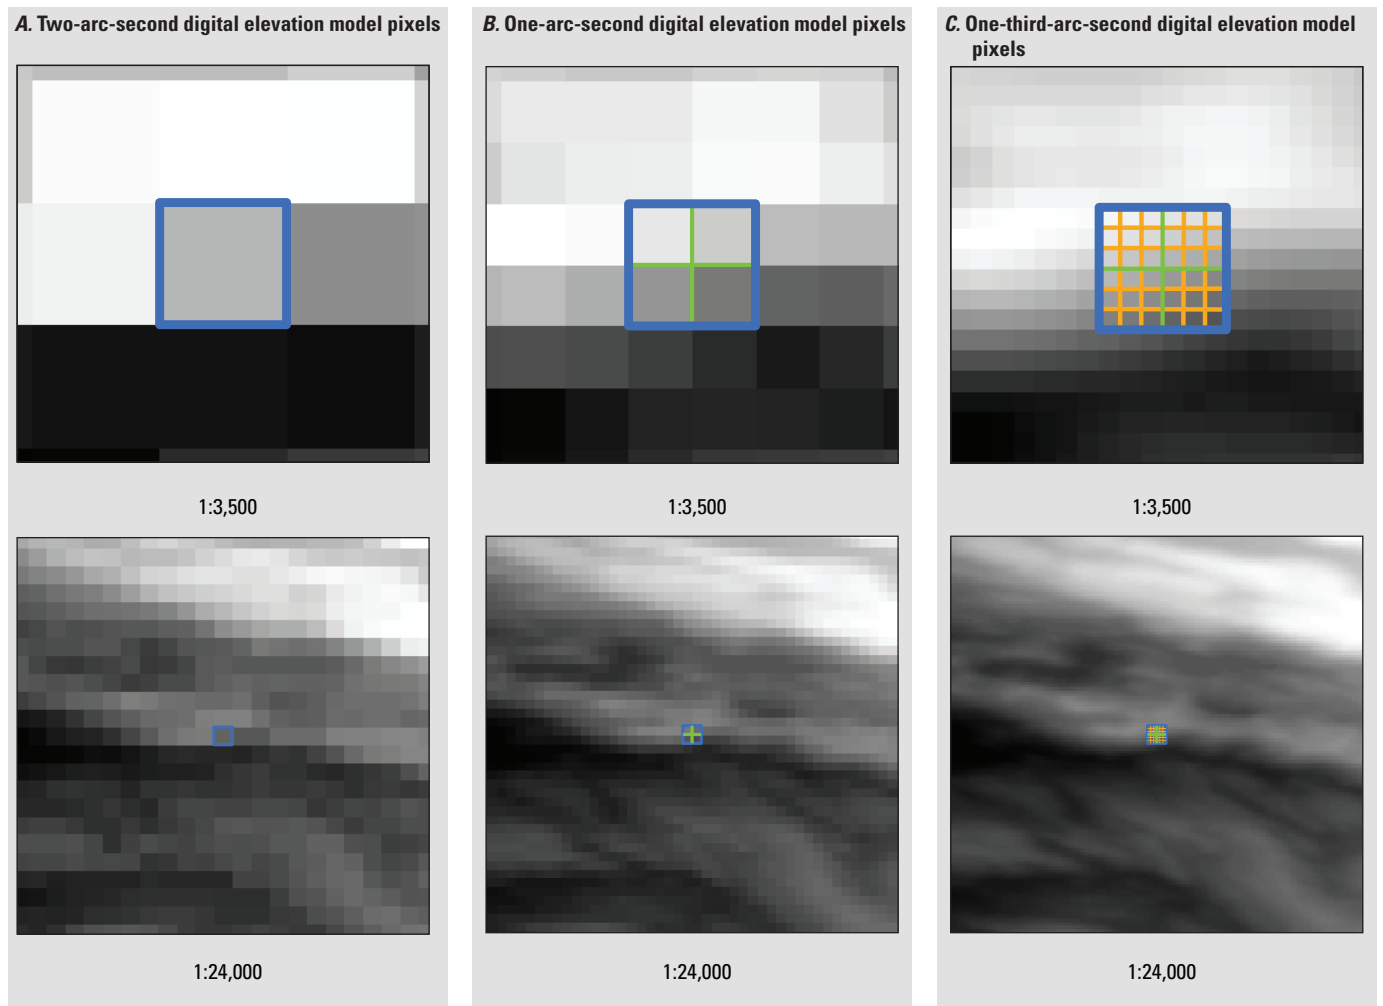 A. Two-arc-second digital elevation model pixels
1:3,500
1:24,000
B. One-arc-second digital elevation model pixels
1:3,500
1:24,000
C. One-third-arc-second digital elevation model
pixels
1:3,500
1:24,000